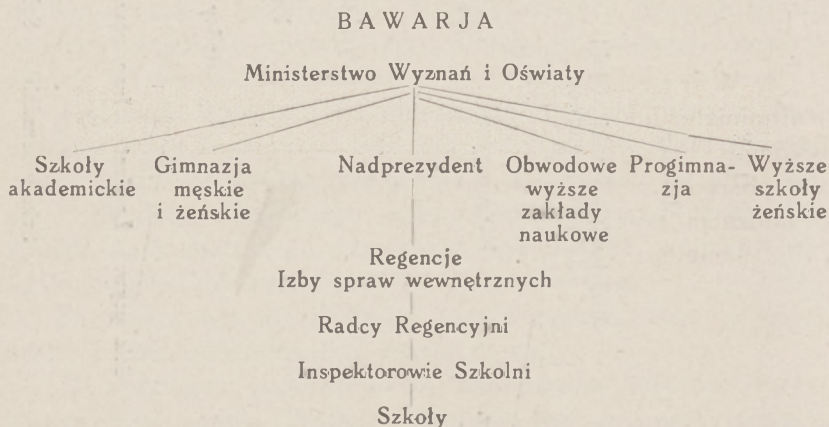 BAWARJA
Ministerstwo Wyznań i Oświaty
Szkoły
akademickie
Gimnazja
męskie
i żeńskie
Nadprezydent
Obwodowe
wyższe
zakłady
naukowe
Progimna-
zja
Wyższe
szkoły
żeńskie
Regencje
Izby spraw wewnętrznych
Radcy Regencyjni
Inspektorowie Szkolni
Szkoły